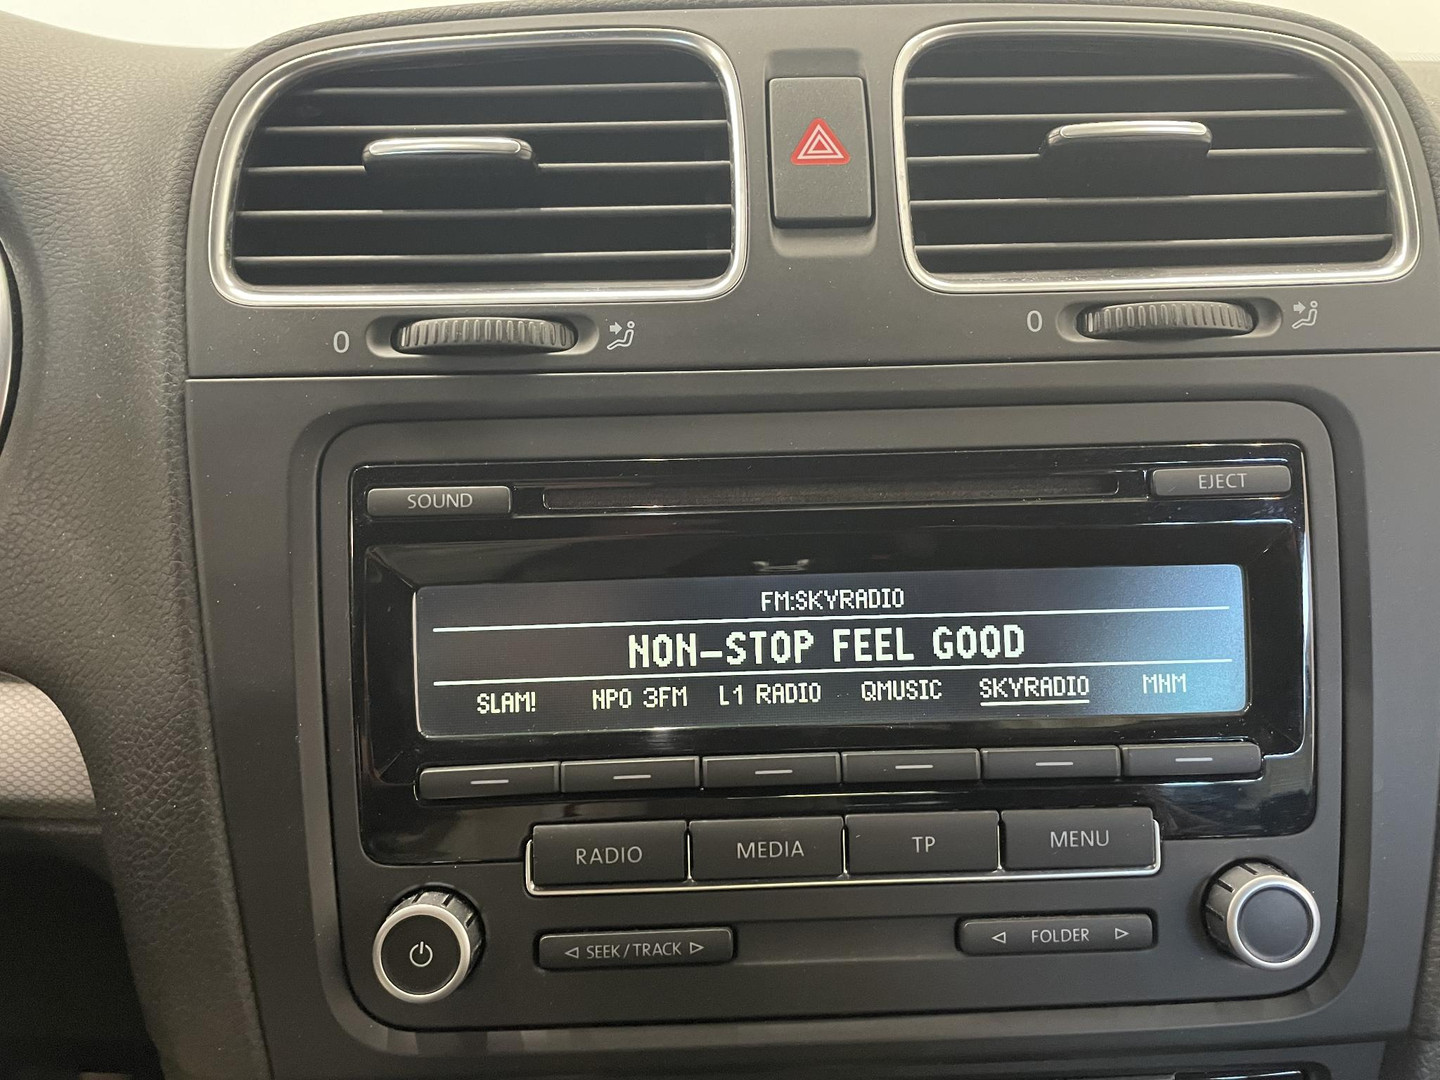 0
0
SOUND
EJECT
FM:SKYRADIO
NON-STOP FEEL GOOD
SLAM! NPO 3FM L1 RADIO QMUSIC SKYRADIO MNM
RADIO MEDIA TP MENU
SEEK/TRACK
FOLDER